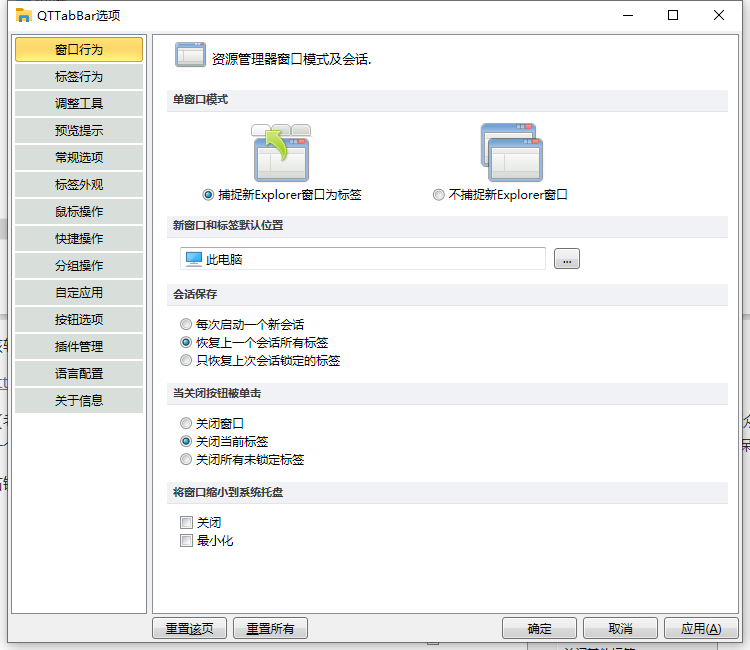 QTTabBar选项
窗口行为
标签行为
调整工具
预览提示
常规选项
标签外观
鼠标操作
快捷操作
分组操作
自定应用
按钮选项
插件管理
语言配置
关于信息
资源管理器窗口模式及会话.
单窗口模式
捕捉新Explorer窗口为标签
不捕捉新Explorer窗口
新窗口和标签默认位置
此电脑
...
会话保存
每次启动一个新会话
恢复上一个会话所有标签
只恢复上次会话锁定的标签
当关闭按钮被单击
关闭窗口
关闭当前标签
关闭所有未锁定标签
将窗口缩小到系统托盘
关闭
最小化
重置该页
重置所有
确定
取消
应用(A)